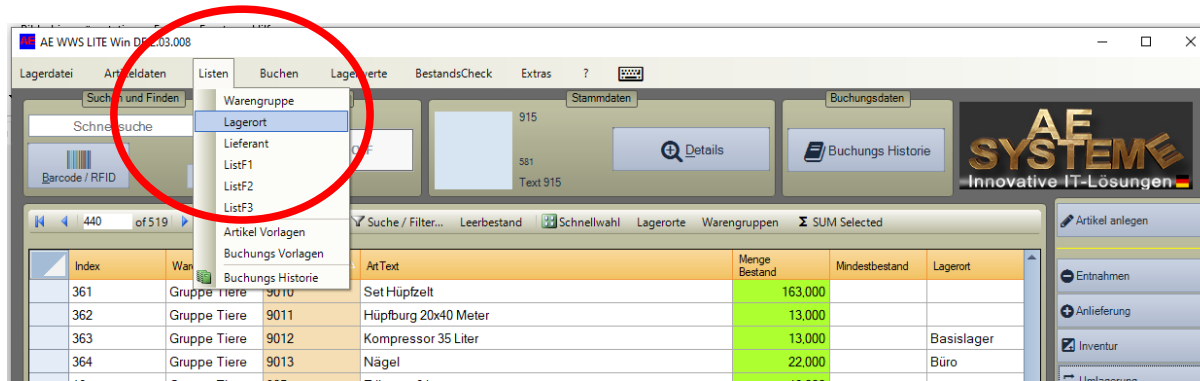 AE WWS LITE Win DE 2.03.008
Lagerdatei Artikeldaten Listen Buchen Lagerwerte BestandsCheck Extras ?
Suchen und Finden Stammdaten Buchungsdaten
Warengruppe
Lagerort
Lieferant
ListF1
ListF2
ListF3
Artikel Vorlagen
Buchungs Vorlagen
Buchungs Historie
Schnellsuche
Barcode / RFID
915
581
Text 915
Details
Buchungs Historie
AE
SYSTEME
Innovative IT-Lösungen
440 of 519 Suche / Filter... Leerbestand Schnellwahl Lagerorte Warengruppen Σ SUM Selected
Artikel anlegen
Entnahmen
Anlieferung
Inventur
Umlagerung
Index ArtText Menge Bestand Mindestbestand Lagerort
361 Gruppe Tiere 9010 Set Hüpfzelt 163,000
362 Gruppe Tiere 9011 Hüpfburg 20x40 Meter 13,000
363 Gruppe Tiere 9012 Kompressor 35 Liter 13,000 Basislager
364 Gruppe Tiere 9013 Nägel 22,000 Büro